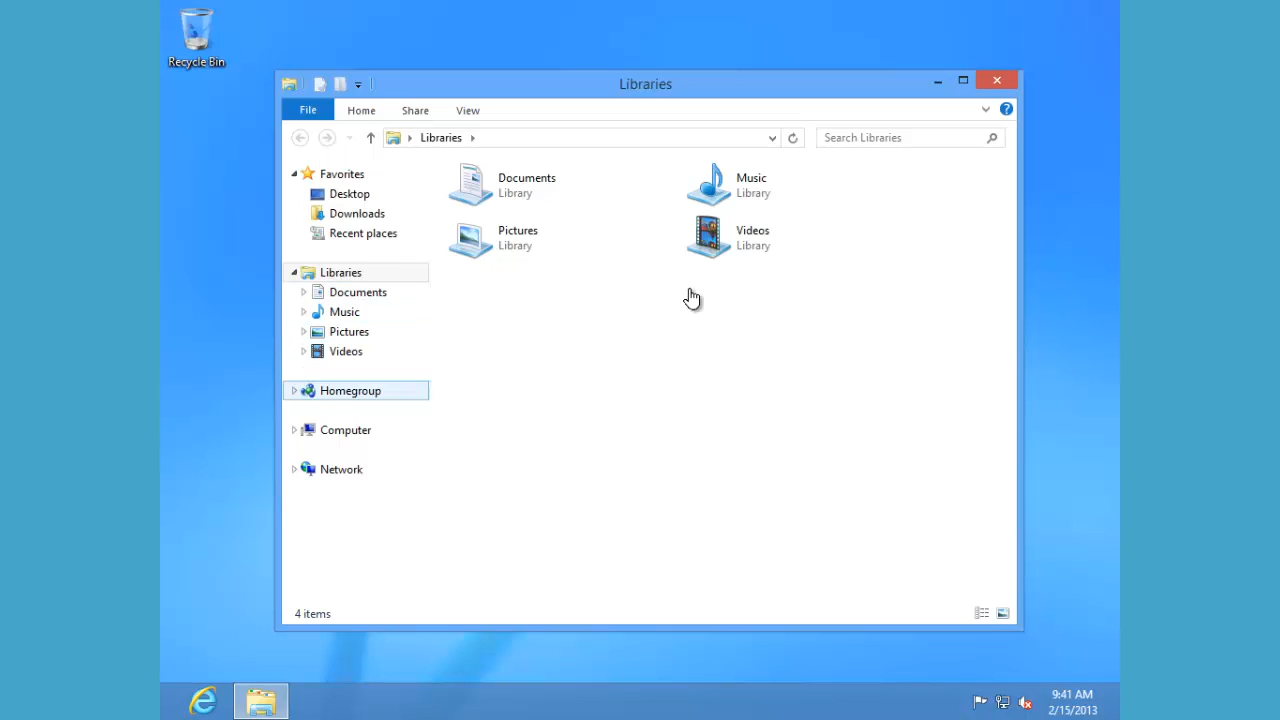 Recycle Bin
Libraries
File Home Share View
Libraries
Search Libraries
Favorites
Desktop
Downloads
Recent places
Libraries
Documents
Music
Pictures
Videos
Homegroup
Computer
Network
Documents
Library
Music
Library
Pictures
Library
Videos
Library
4 items
9:41 AM
2/15/2013